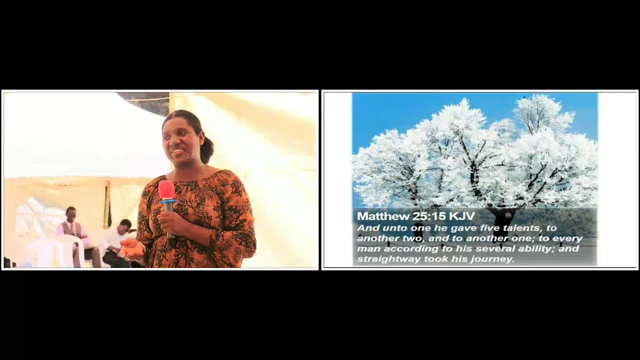 Matthew 25:15 KJV
And unto one he gave five talents, to
another two, and to another one; to every
man according to his several ability; and
straightway took his journey.